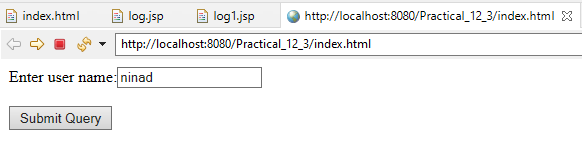 index.html log.jsp log1.jsp http://localhost:8080/Practical_12_3/index.html
http://localhost:8080/Practical_12_3/index.html
Enter user name: ninad
Submit Query